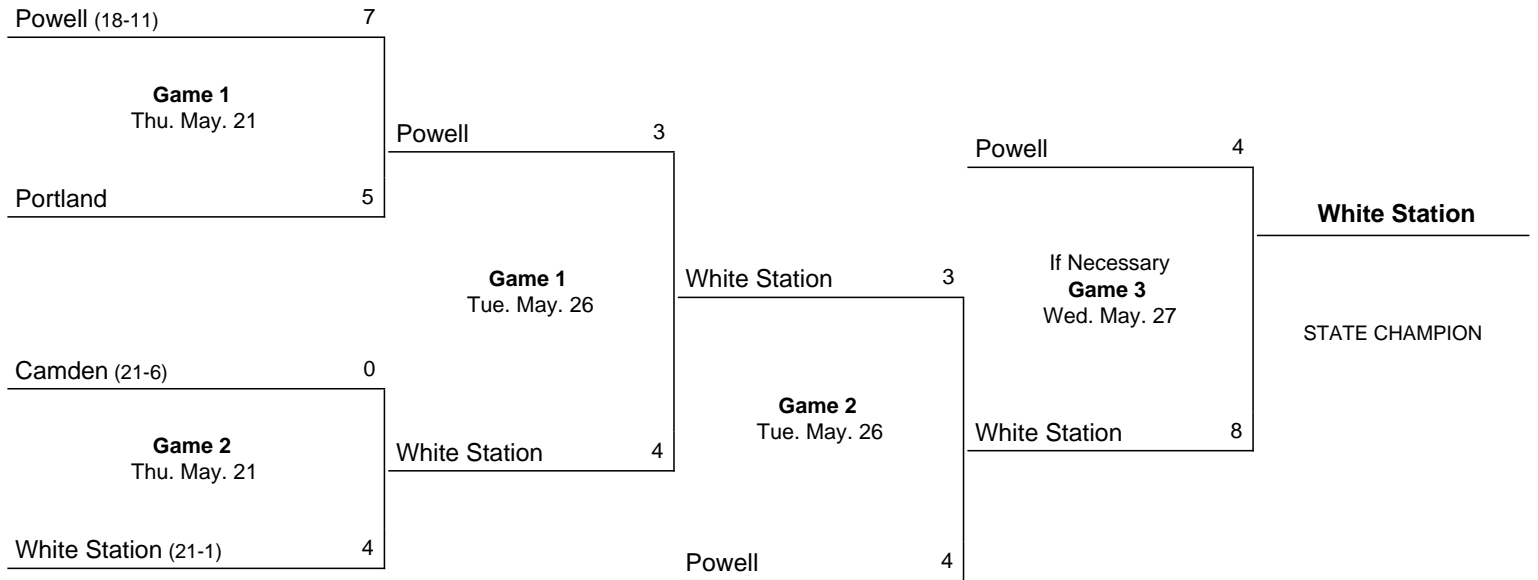 Powell (18-11) 7
Game 1
Thu. May. 21
Portland 5
Camden (21-6) 0
Game 2
Thu. May. 21
White Station (21-1) 4
Powell 3
Game 1
Tue. May. 26
White Station 4
White Station 3
Game 2
Tue. May. 26
Powell 4
Powell 4
If Necessary
Game 3
Wed. May. 27
White Station 8
White Station
STATE CHAMPION